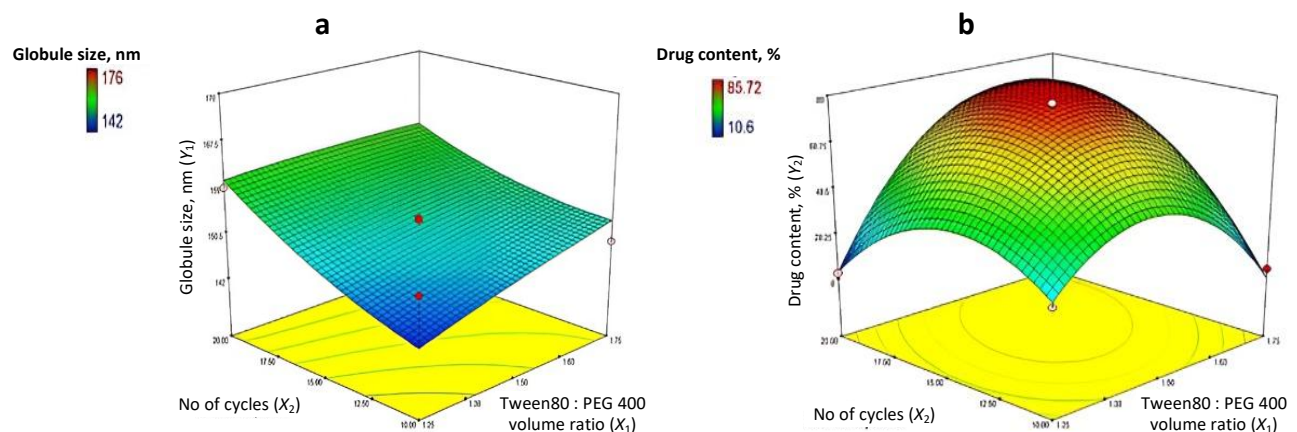 a
Globule size, nm
176
142
Globule size, nm (Y₁)
176
167.5
159
150.5
142
20.00
17.50
15.00
12.50
10.00
No of cycles (X₂)
1.25
1.38
1.50
1.63
1.75
Tween80 : PEG 400
volume ratio (X₁)
b
Drug content, %
85.72
10.6
Drug content, % (Y₂)
60.75
20.25
0
20.00
17.50
15.00
12.50
10.00
No of cycles (X₂)
1.25
1.38
1.50
1.63
1.75
Tween80 : PEG 400
volume ratio (X₁)